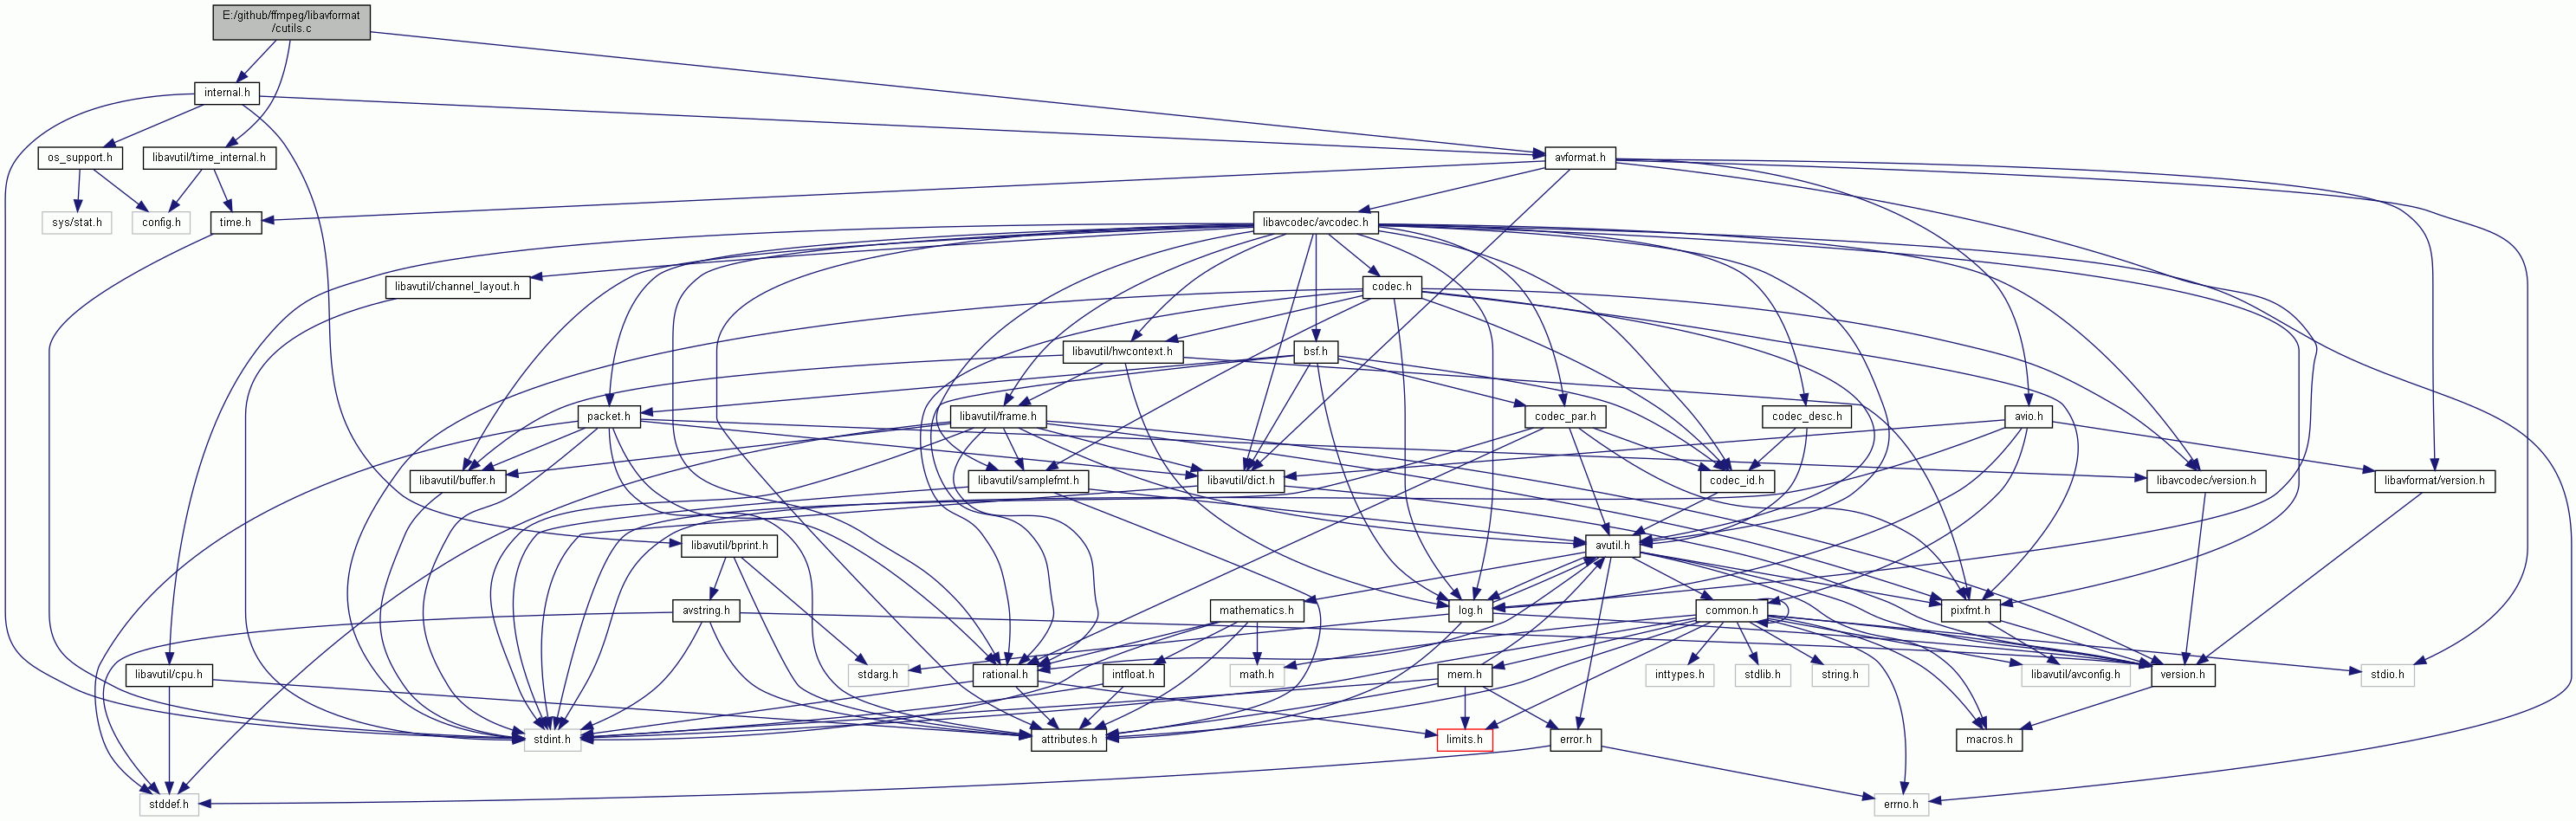 E:/github/ffmpeg/libavformat
/cutils.c
internal.h
os_support.h
libavutil/time_internal.h
avformat.h
sys/stat.h
config.h
time.h
libavcodec/avcodec.h
libavutil/channel_layout.h
codec.h
libavutil/hwcontext.h
bsf.h
packet.h
libavutil/frame.h
codec_par.h
codec_desc.h
avio.h
libavutil/buffer.h
libavutil/samplefmt.h
libavutil/dict.h
codec_id.h
libavcodec/version.h
libavformat/version.h
libavutil/bprint.h
avutil.h
avstring.h
mathematics.h
log.h
common.h
pixfmt.h
libavutil/cpu.h
stdarg.h
rational.h
intfloat.h
math.h
mem.h
inttypes.h
stdlib.h
string.h
libavutil/avconfig.h
version.h
stdio.h
stdint.h
attributes.h
limits.h
error.h
macros.h
stddef.h
errno.h